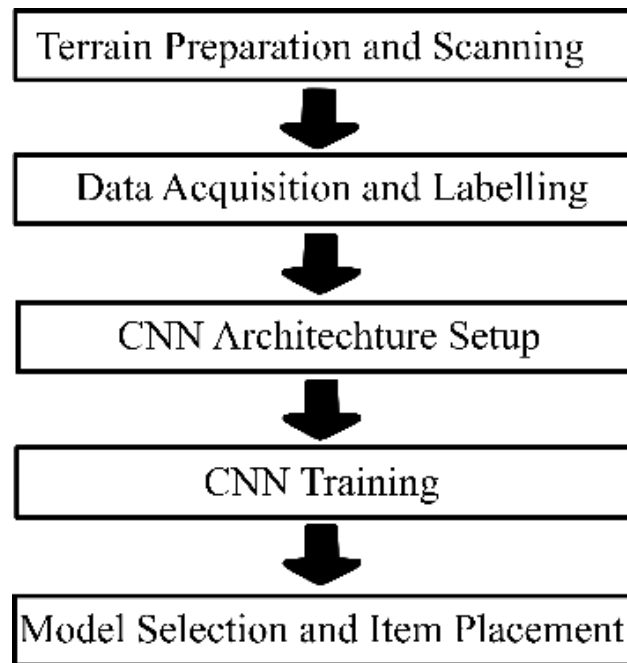 Terrain Preparation and Scanning
Data Acquisition and Labelling
CNN Architechture Setup
CNN Training
Model Selection and Item Placement